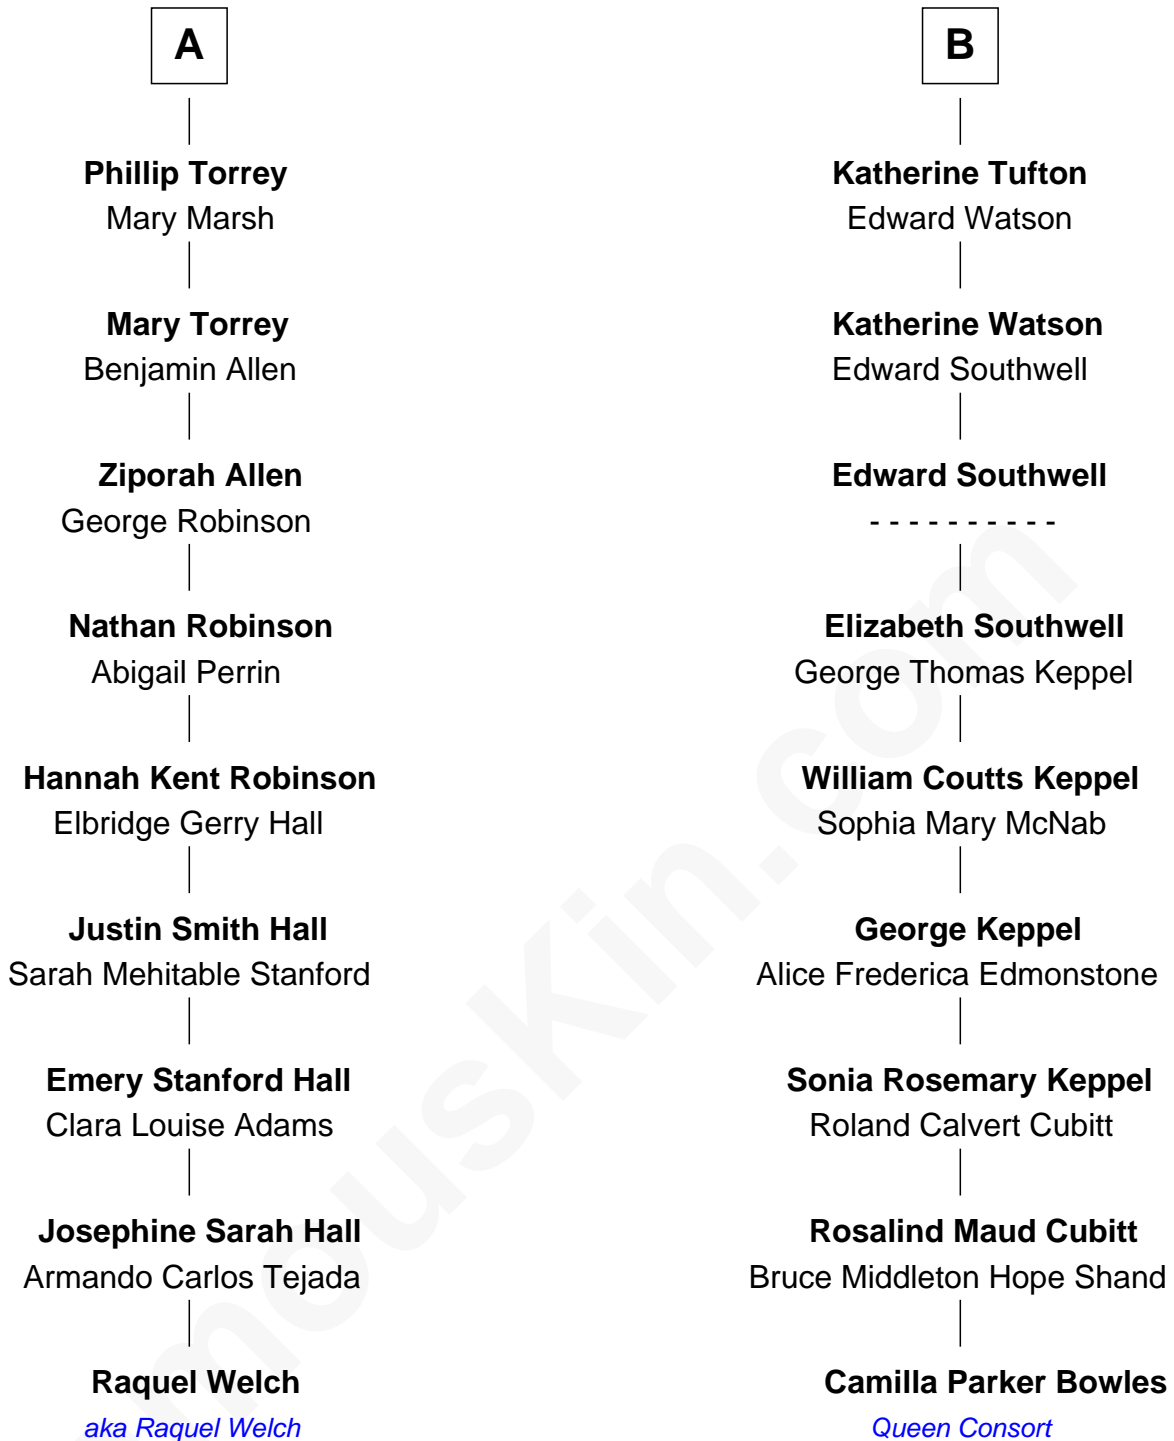 A
Phillip Torrey
Mary Marsh
Mary Torrey
Benjamin Allen
Ziporah Allen
George Robinson
Nathan Robinson
Abigail Perrin
Hannah Kent Robinson
Elbridge Gerry Hall
Justin Smith Hall
Sarah Mehitable Stanford
Emery Stanford Hall
Clara Louise Adams
Josephine Sarah Hall
Armando Carlos Tejada
Raquel Welch
aka Raquel Welch
B
Katherine Tufton
Edward Watson
Katherine Watson
Edward Southwell
Edward Southwell
- - - - - - - - - -
Elizabeth Southwell
George Thomas Keppel
William Coutts Keppel
Sophia Mary McNab
George Keppel
Alice Frederica Edmonstone
Sonia Rosemary Keppel
Roland Calvert Cubitt
Rosalind Maud Cubitt
Bruce Middleton Hope Shand
Camilla Parker Bowles
Queen Consort
mousKin.com